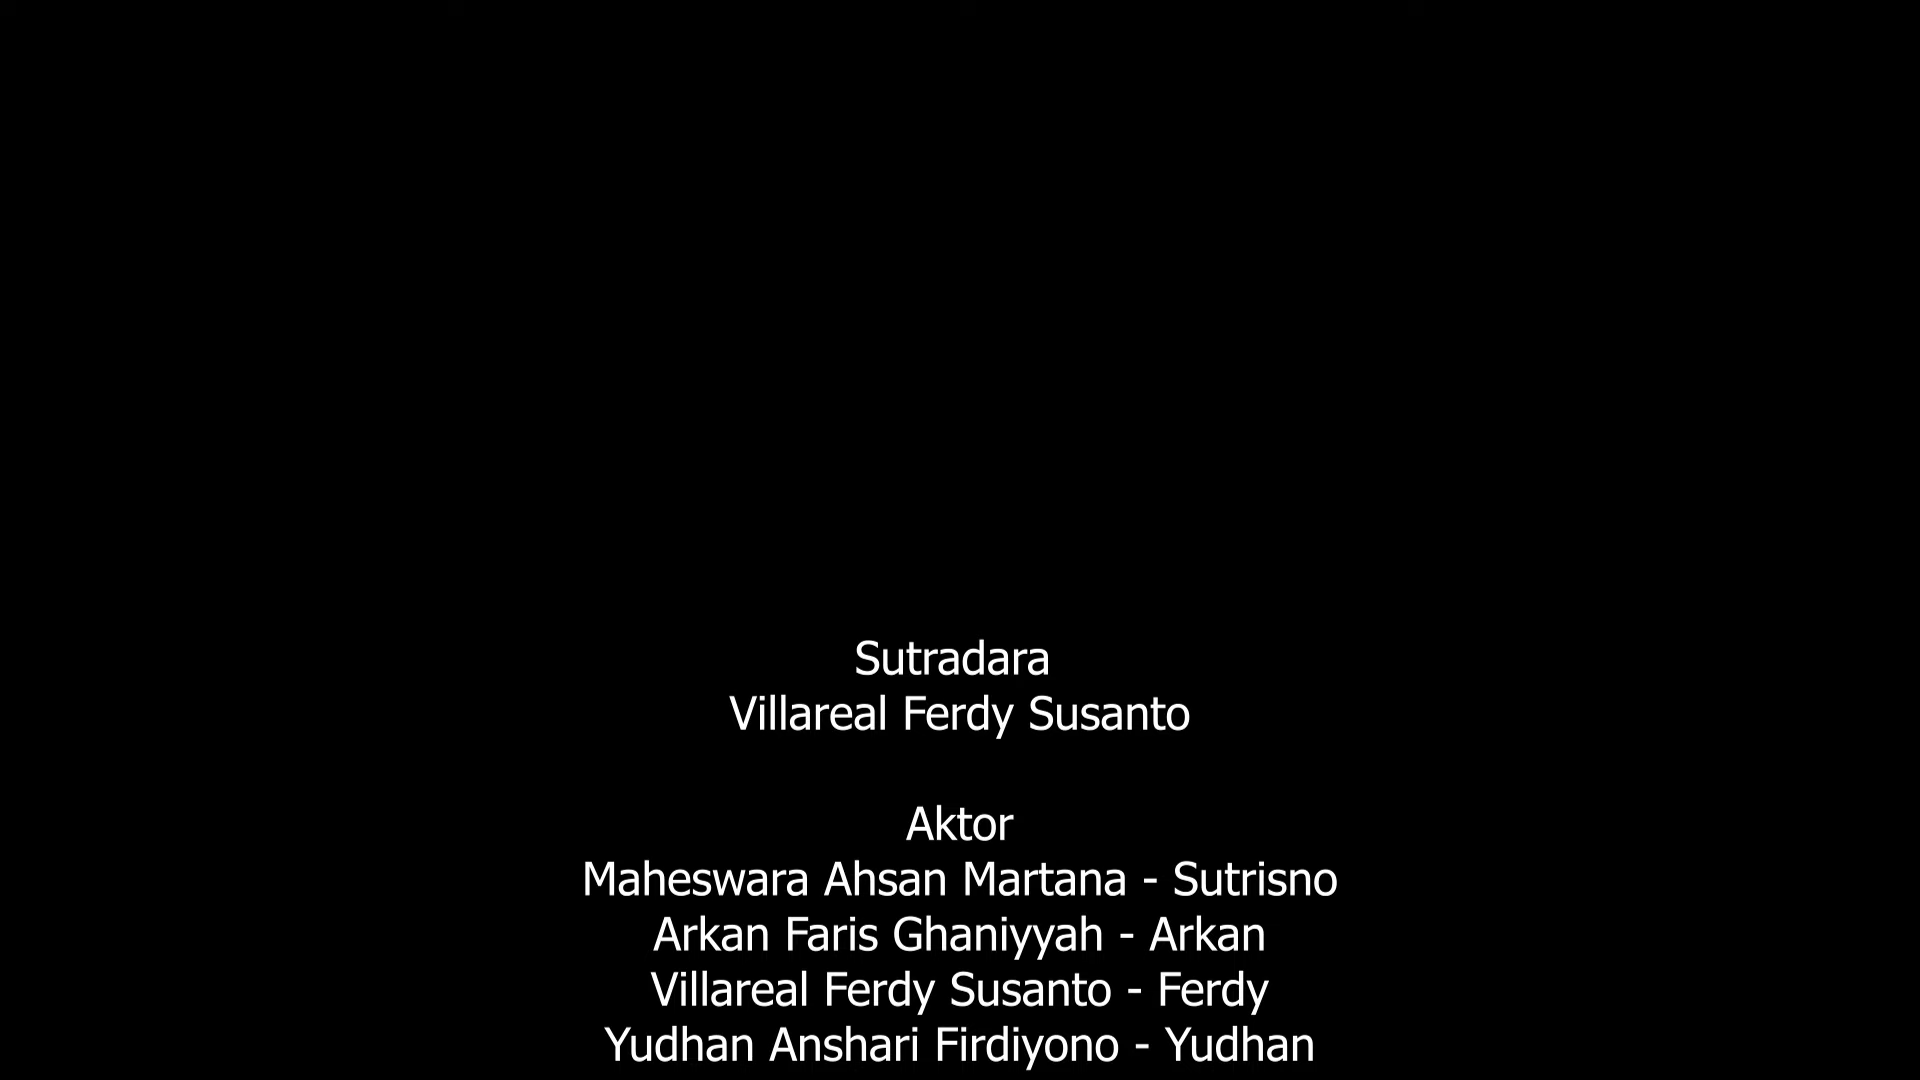 Sutradara
Villareal Ferdy Susanto
Aktor
Maheswara Ahsan Martana - Sutrisno
Arkan Faris Ghaniyyah - Arkan
Villareal Ferdy Susanto - Ferdy
Yudhan Anshari Firdiyono - Yudhan